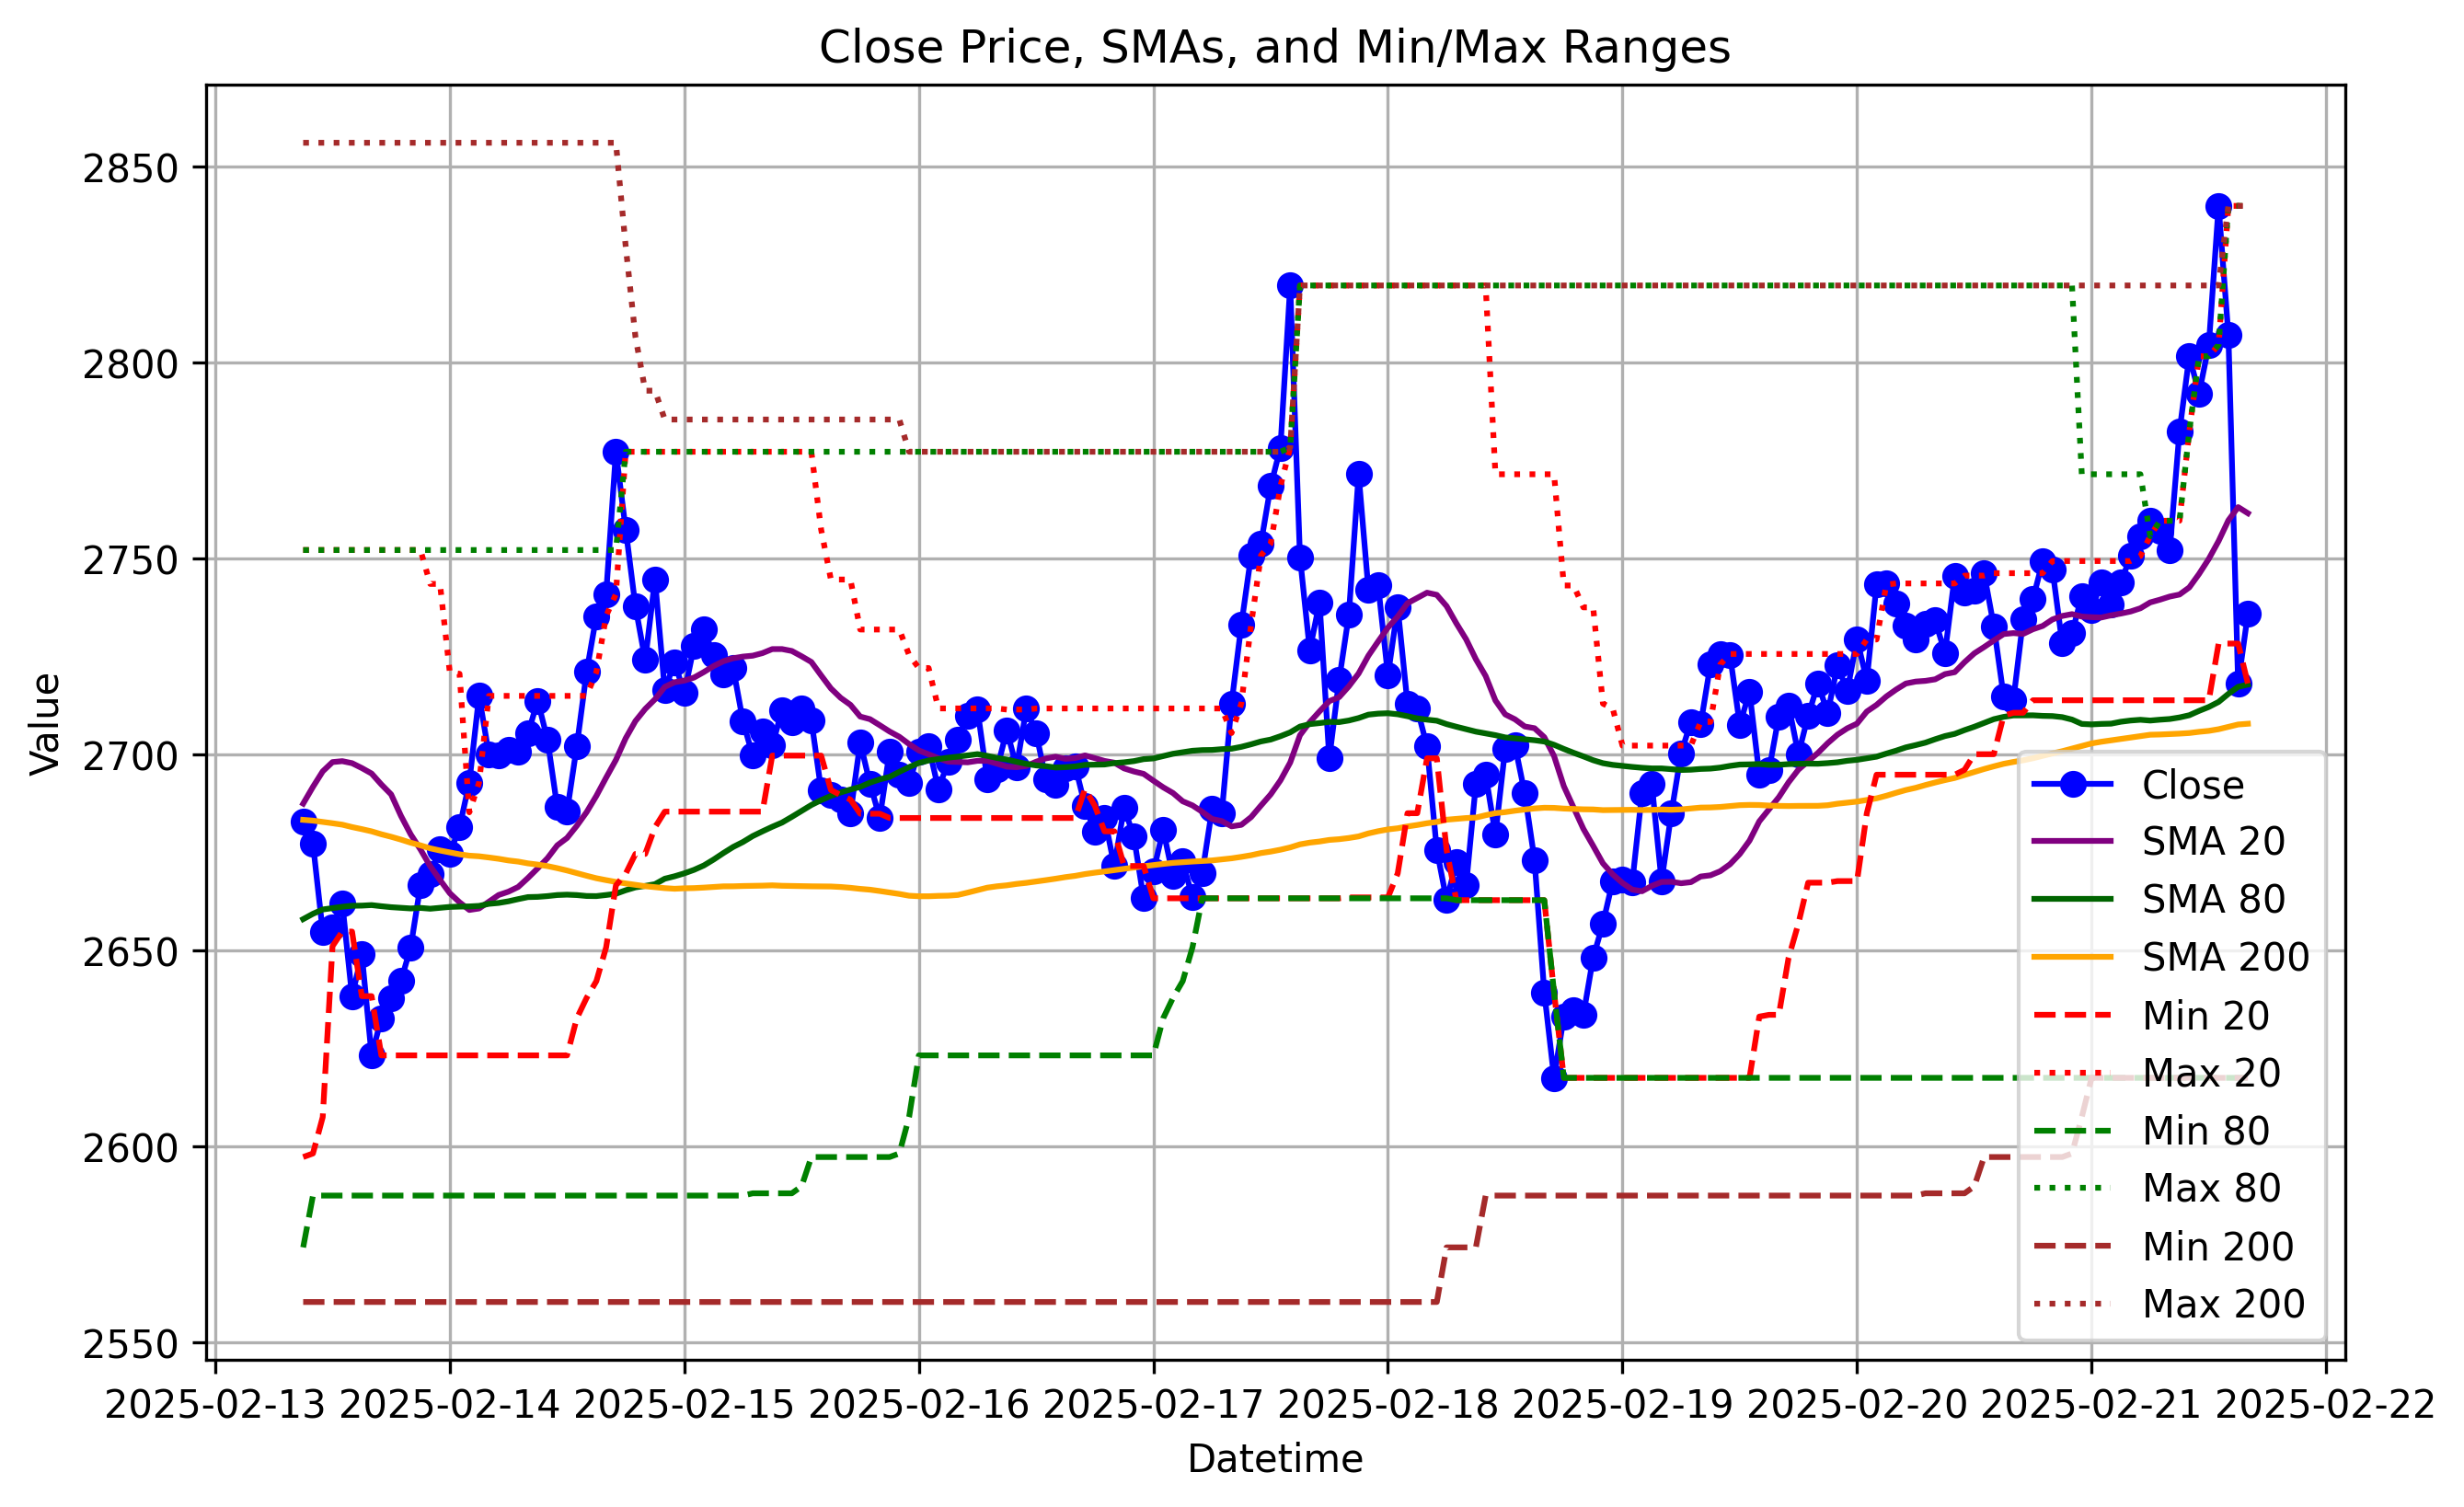 Close Price, SMAs, and Min/Max Ranges
Value
2850
2800
2750
2700
2650
2600
2550
Close
SMA 20
SMA 80
SMA 200
Min 20
Max 20
Min 80
Max 80
Min 200
Max 200
2025-02-13 2025-02-14 2025-02-15 2025-02-16 2025-02-17 2025-02-18 2025-02-19 2025-02-20 2025-02-21 2025-02-22
Datetime